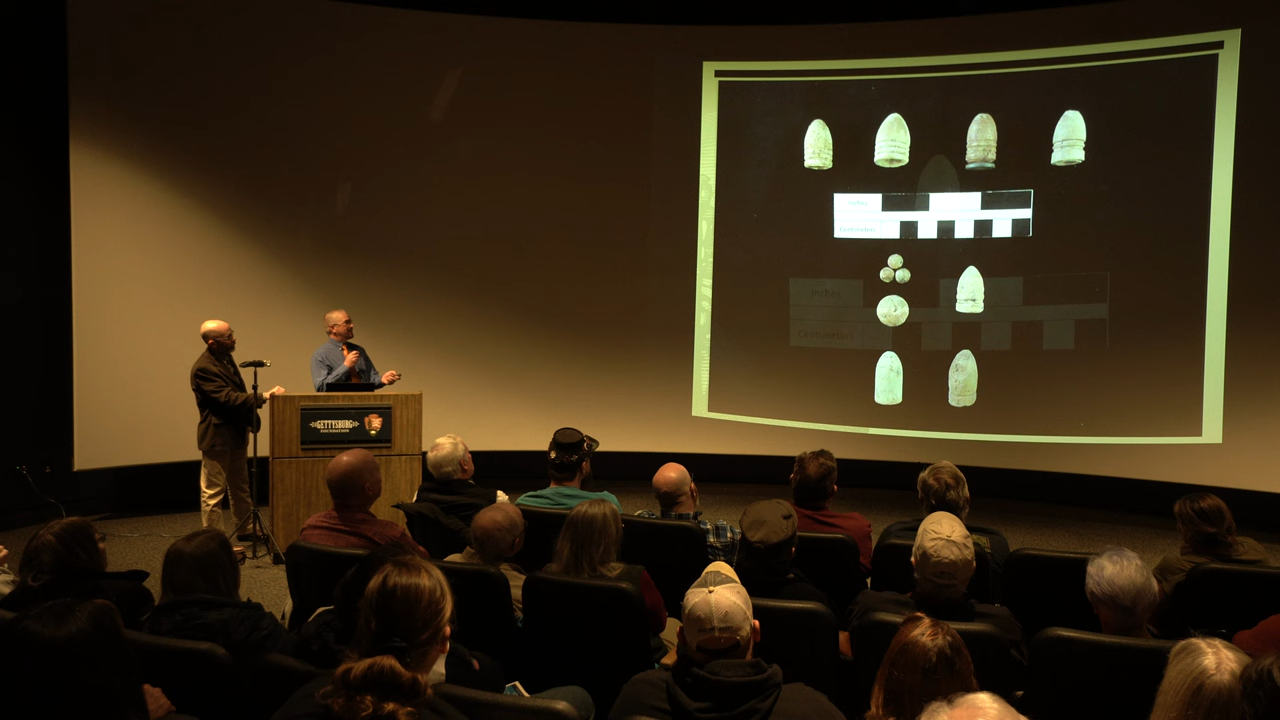 Inches
Centimeters
Inches
Centimeters
GETTYSBURG
FOUNDATION